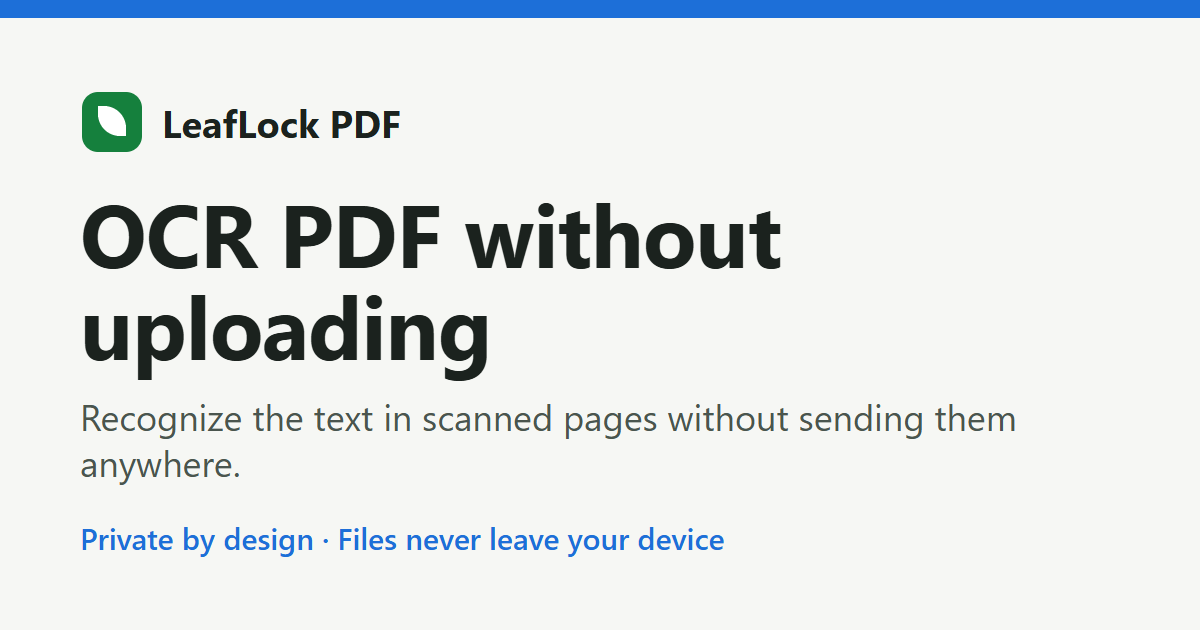 LeafLock PDF
OCR PDF without
uploading
Recognize the text in scanned pages without sending them
anywhere.
Private by design · Files never leave your device